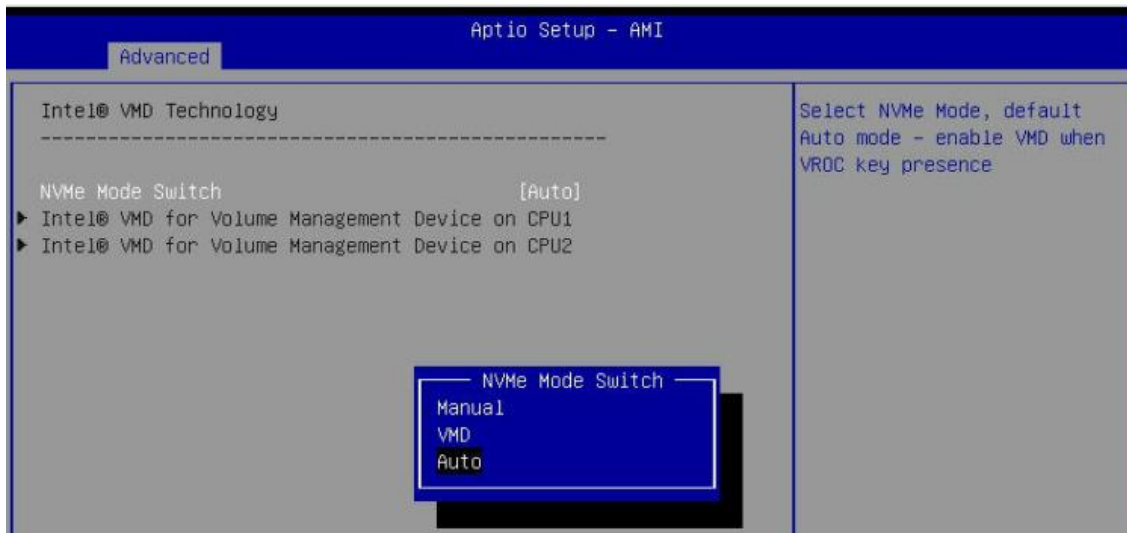 Aptio Setup – AMI
Advanced
Intel® VMD Technology
--------------------------------------------------
NVMe Mode Switch [Auto]
Intel® VMD for Volume Management Device on CPU1
Intel® VMD for Volume Management Device on CPU2
Select NVMe Mode, default
Auto mode – enable VMD when
VROC key presence
NVMe Mode Switch
Manual
VMD
Auto